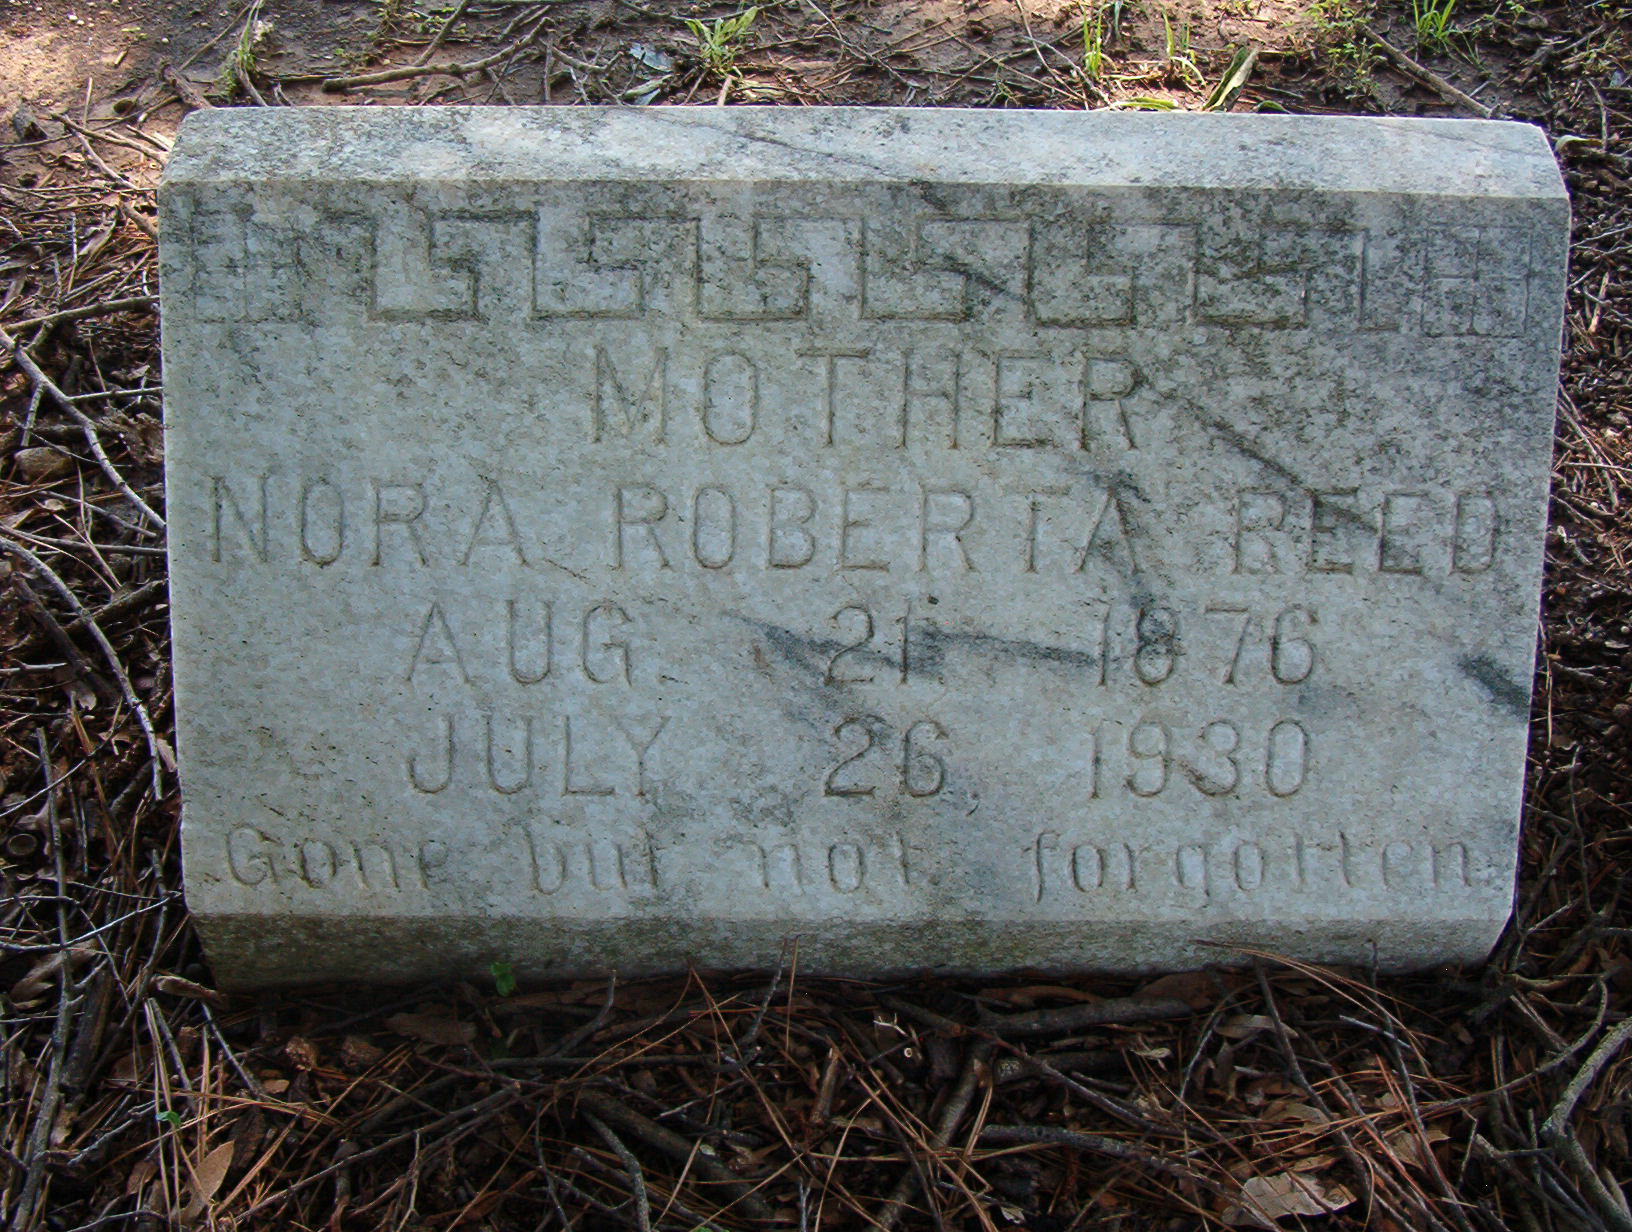 MOTHER
NORA ROBERTA REED
AUG. 21. 1876
JULY 26, 1930
Gone but not forgotten.